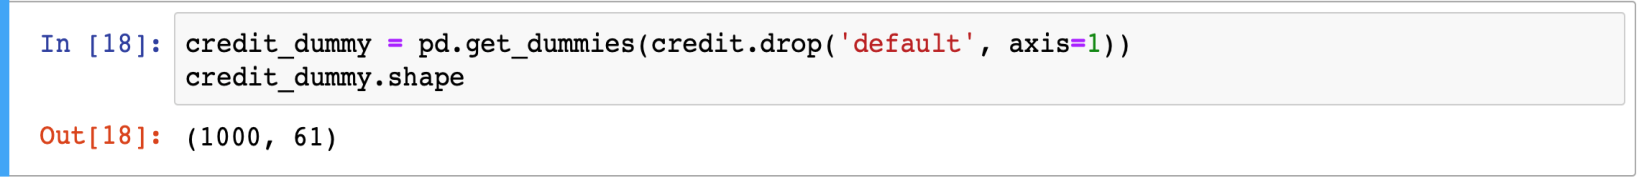 In [18]: credit_dummy = pd.get_dummies(credit.drop('default', axis=1))
credit_dummy.shape
Out[18]: (1000, 61)